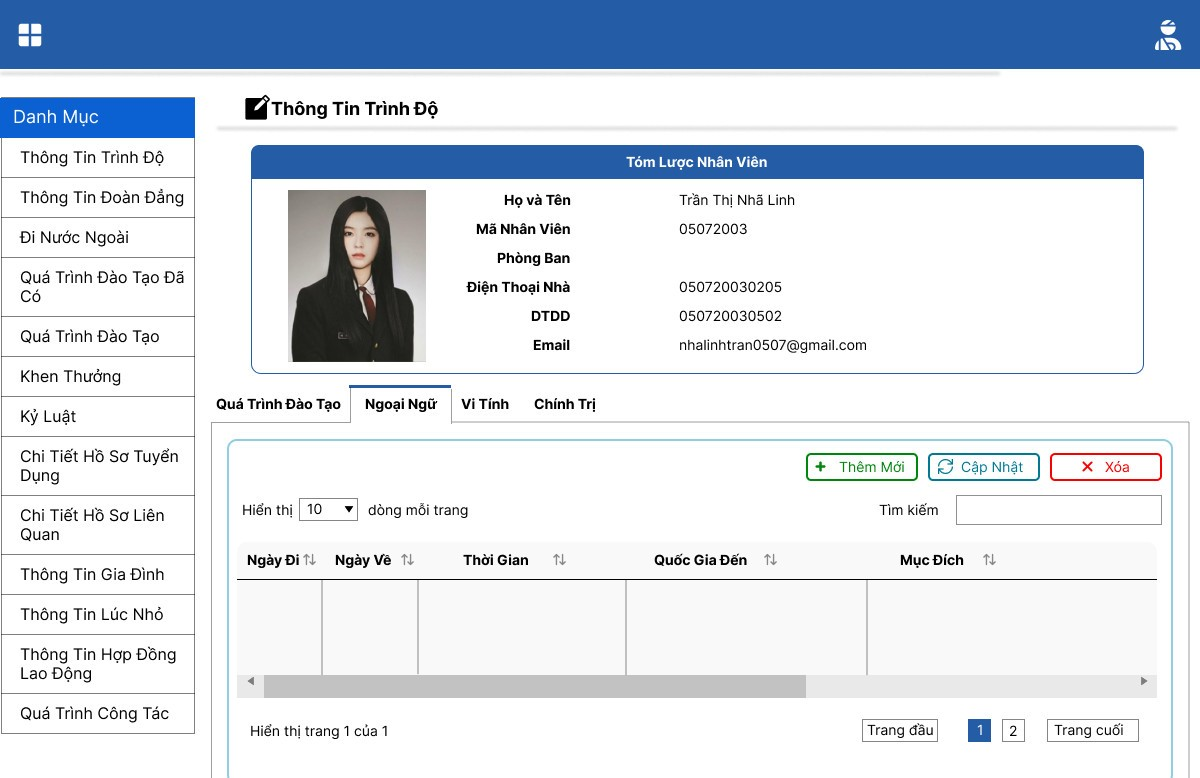 Thông Tin Trình Độ
Danh Mục
Thông Tin Trình Độ
Thông Tin Đoàn Đảng
Đi Nước Ngoài
Quá Trình Đào Tạo Đã
Có
Quá Trình Đào Tạo
Khen Thưởng
Kỷ Luật
Chi Tiết Hồ Sơ Tuyển
Dụng
Chi Tiết Hồ Sơ Liên
Quan
Thông Tin Gia Đình
Thông Tin Lúc Nhỏ
Thông Tin Hợp Đồng
Lao Động
Quá Trình Công Tác
Tóm Lược Nhân Viên
Họ và Tên Trần Thị Nhã Linh
Mã Nhân Viên 05072003
Phòng Ban
Điện Thoại Nhà 050720030205
DTDD 050720030502
Email nhalinhtran0507@gmail.com
Quá Trình Đào Tạo Ngoại Ngữ Vi Tính Chính Trị
Thêm Mới Cập Nhật Xóa
Hiển thị 10 dòng mỗi trang Tìm kiếm
Ngày Đi Ngày Về Thời Gian Quốc Gia Đến Mục Đích
Hiển thị trang 1 của 1 Trang đầu 1 2 Trang cuối